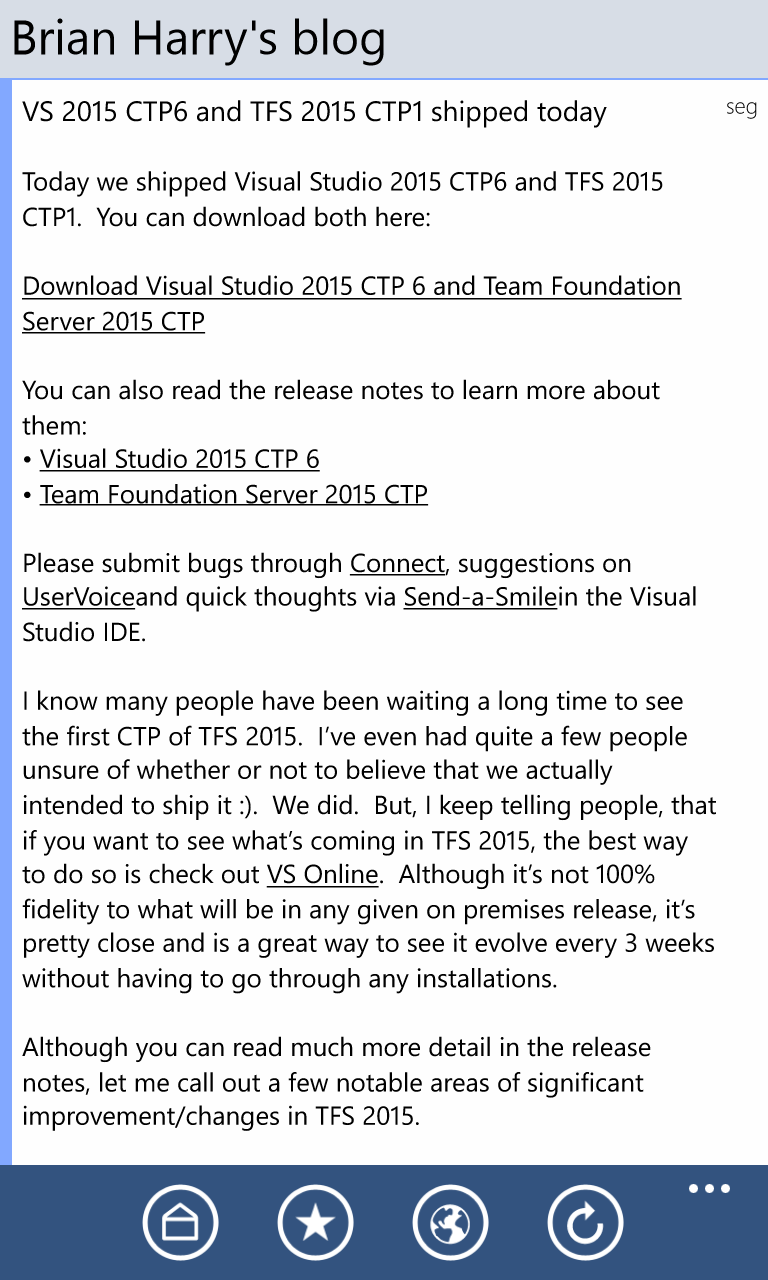 Brian Harry's blog
VS 2015 CTP6 and TFS 2015 CTP1 shipped today
seg
Today we shipped Visual Studio 2015 CTP6 and TFS 2015
CTP1.  You can download both here:
Download Visual Studio 2015 CTP 6 and Team Foundation
Server 2015 CTP
You can also read the release notes to learn more about
them:
• Visual Studio 2015 CTP 6
• Team Foundation Server 2015 CTP
Please submit bugs through Connect, suggestions on
UserVoiceand quick thoughts via Send-a-Smilein the Visual
Studio IDE.
I know many people have been waiting a long time to see
the first CTP of TFS 2015.  I’ve even had quite a few people
unsure of whether or not to believe that we actually
intended to ship it :).  We did.  But, I keep telling people, that
if you want to see what’s coming in TFS 2015, the best way
to do so is check out VS Online.  Although it’s not 100%
fidelity to what will be in any given on premises release, it’s
pretty close and is a great way to see it evolve every 3 weeks
without having to go through any installations.
Although you can read much more detail in the release
notes, let me call out a few notable areas of significant
improvement/changes in TFS 2015.